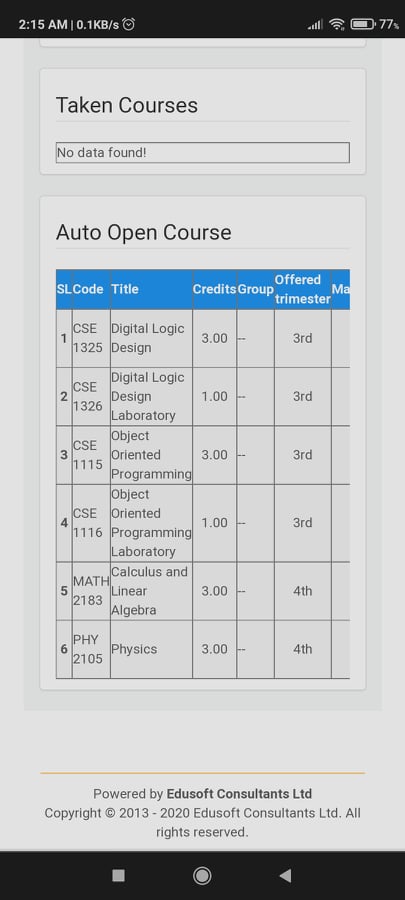 2:15 AM | 0.1KB/s
77%
Taken Courses
No data found!
Auto Open Course
SL Code Title Credits Group Offered trimester Ma
1 CSE 1325 Digital Logic Design 3.00 -- 3rd
2 CSE 1326 Digital Logic Design Laboratory 1.00 -- 3rd
3 CSE 1115 Object Oriented Programming 3.00 -- 3rd
4 CSE 1116 Object Oriented Programming Laboratory 1.00 -- 3rd
5 MATH 2183 Calculus and Linear Algebra 3.00 -- 4th
6 PHY 2105 Physics 3.00 -- 4th
Powered by Edusoft Consultants Ltd
Copyright © 2013 - 2020 Edusoft Consultants Ltd. All
rights reserved.